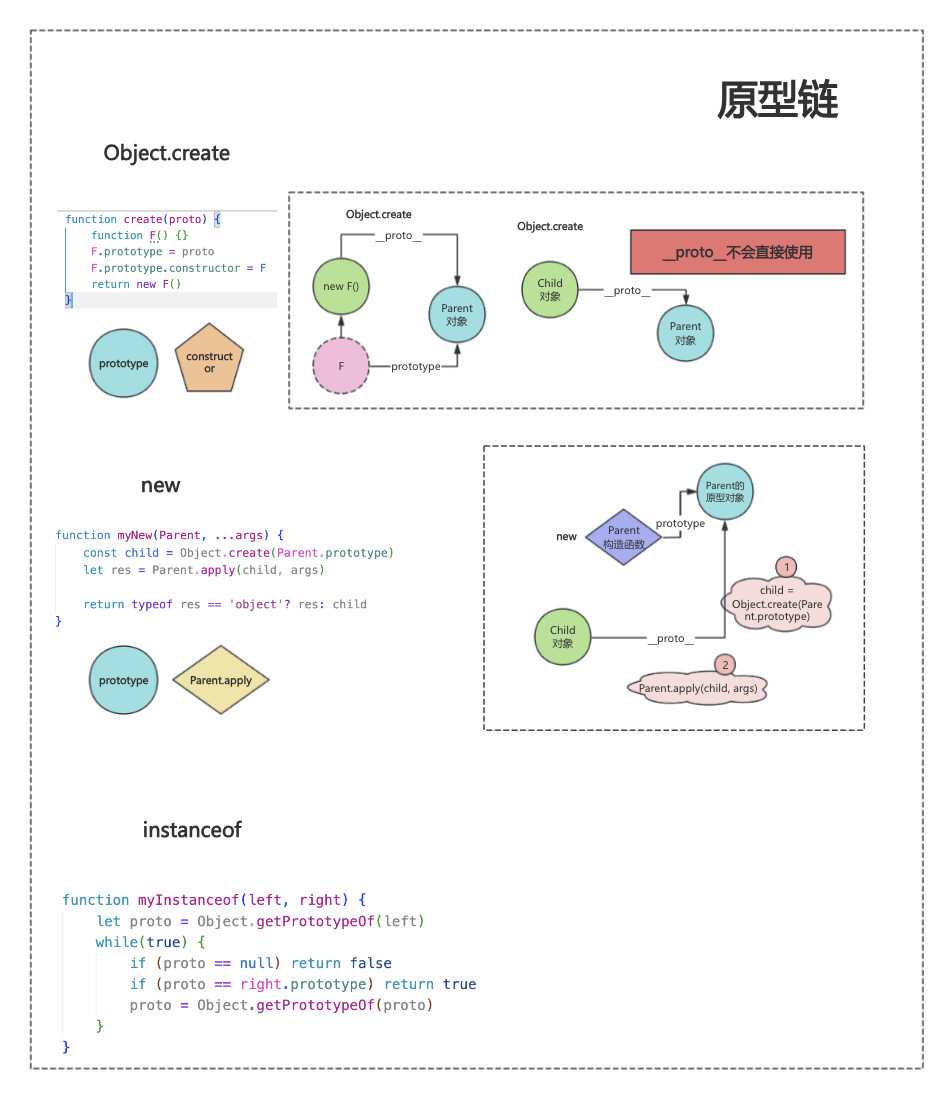 原型链
Object.create
function create(proto) {
    function F() {}
    F.prototype = proto
    F.prototype.constructor = F
    return new F()
}
prototype
construct
or
Object.create
__proto__
new F()
Parent
对象
F
prototype
Object.create
__proto__不会直接使用
Child
对象
__proto__
Parent
对象
new
function myNew(Parent, ...args) {
    const child = Object.create(Parent.prototype)
    let res = Parent.apply(child, args)
    return typeof res == 'object'? res: child
}
prototype
Parent.apply
Parent的
原型对象
prototype
new
Parent
构造函数
1
child =
Object.create(Pare
nt.prototype)
Child
对象
__proto__
2
Parent.apply(child, args)
instanceof
function myInstanceof(left, right) {
    let proto = Object.getPrototypeOf(left)
    while(true) {
        if (proto == null) return false
        if (proto == right.prototype) return true
        proto = Object.getPrototypeOf(proto)
    }
}